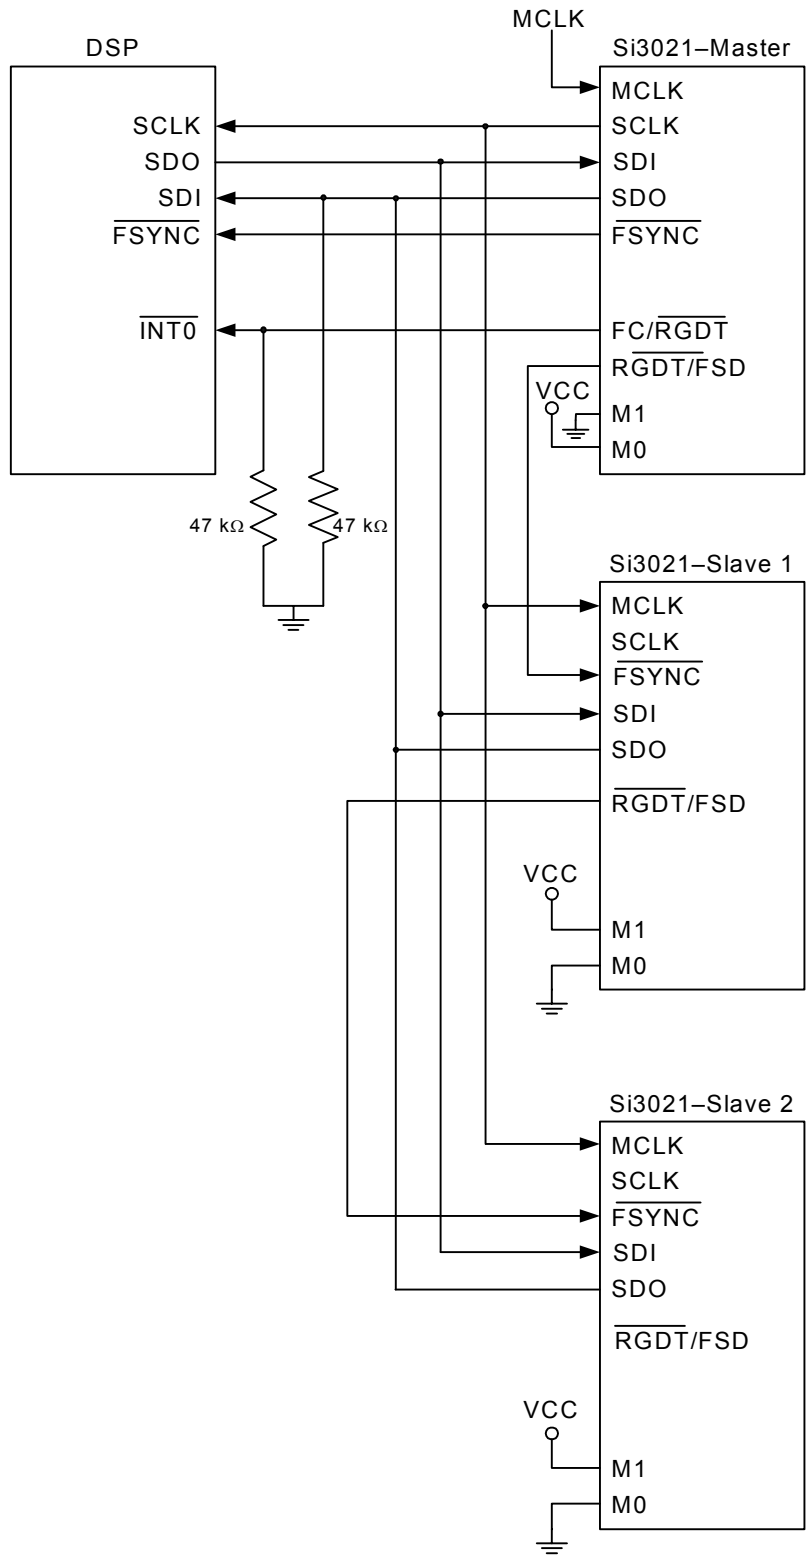 MCLK
DSP
Si3021–Master
MCLK
SCLK
SDO
SDI
FSYNC
INT0
SCLK
SDI
SDO
FSYNC
FC/RGDT
RGDT/FSD
M1
M0
VCC
47 kΩ
47 kΩ
Si3021–Slave 1
MCLK
SCLK
FSYNC
SDI
SDO
RGDT/FSD
VCC
M1
M0
Si3021–Slave 2
MCLK
SCLK
FSYNC
SDI
SDO
RGDT/FSD
VCC
M1
M0